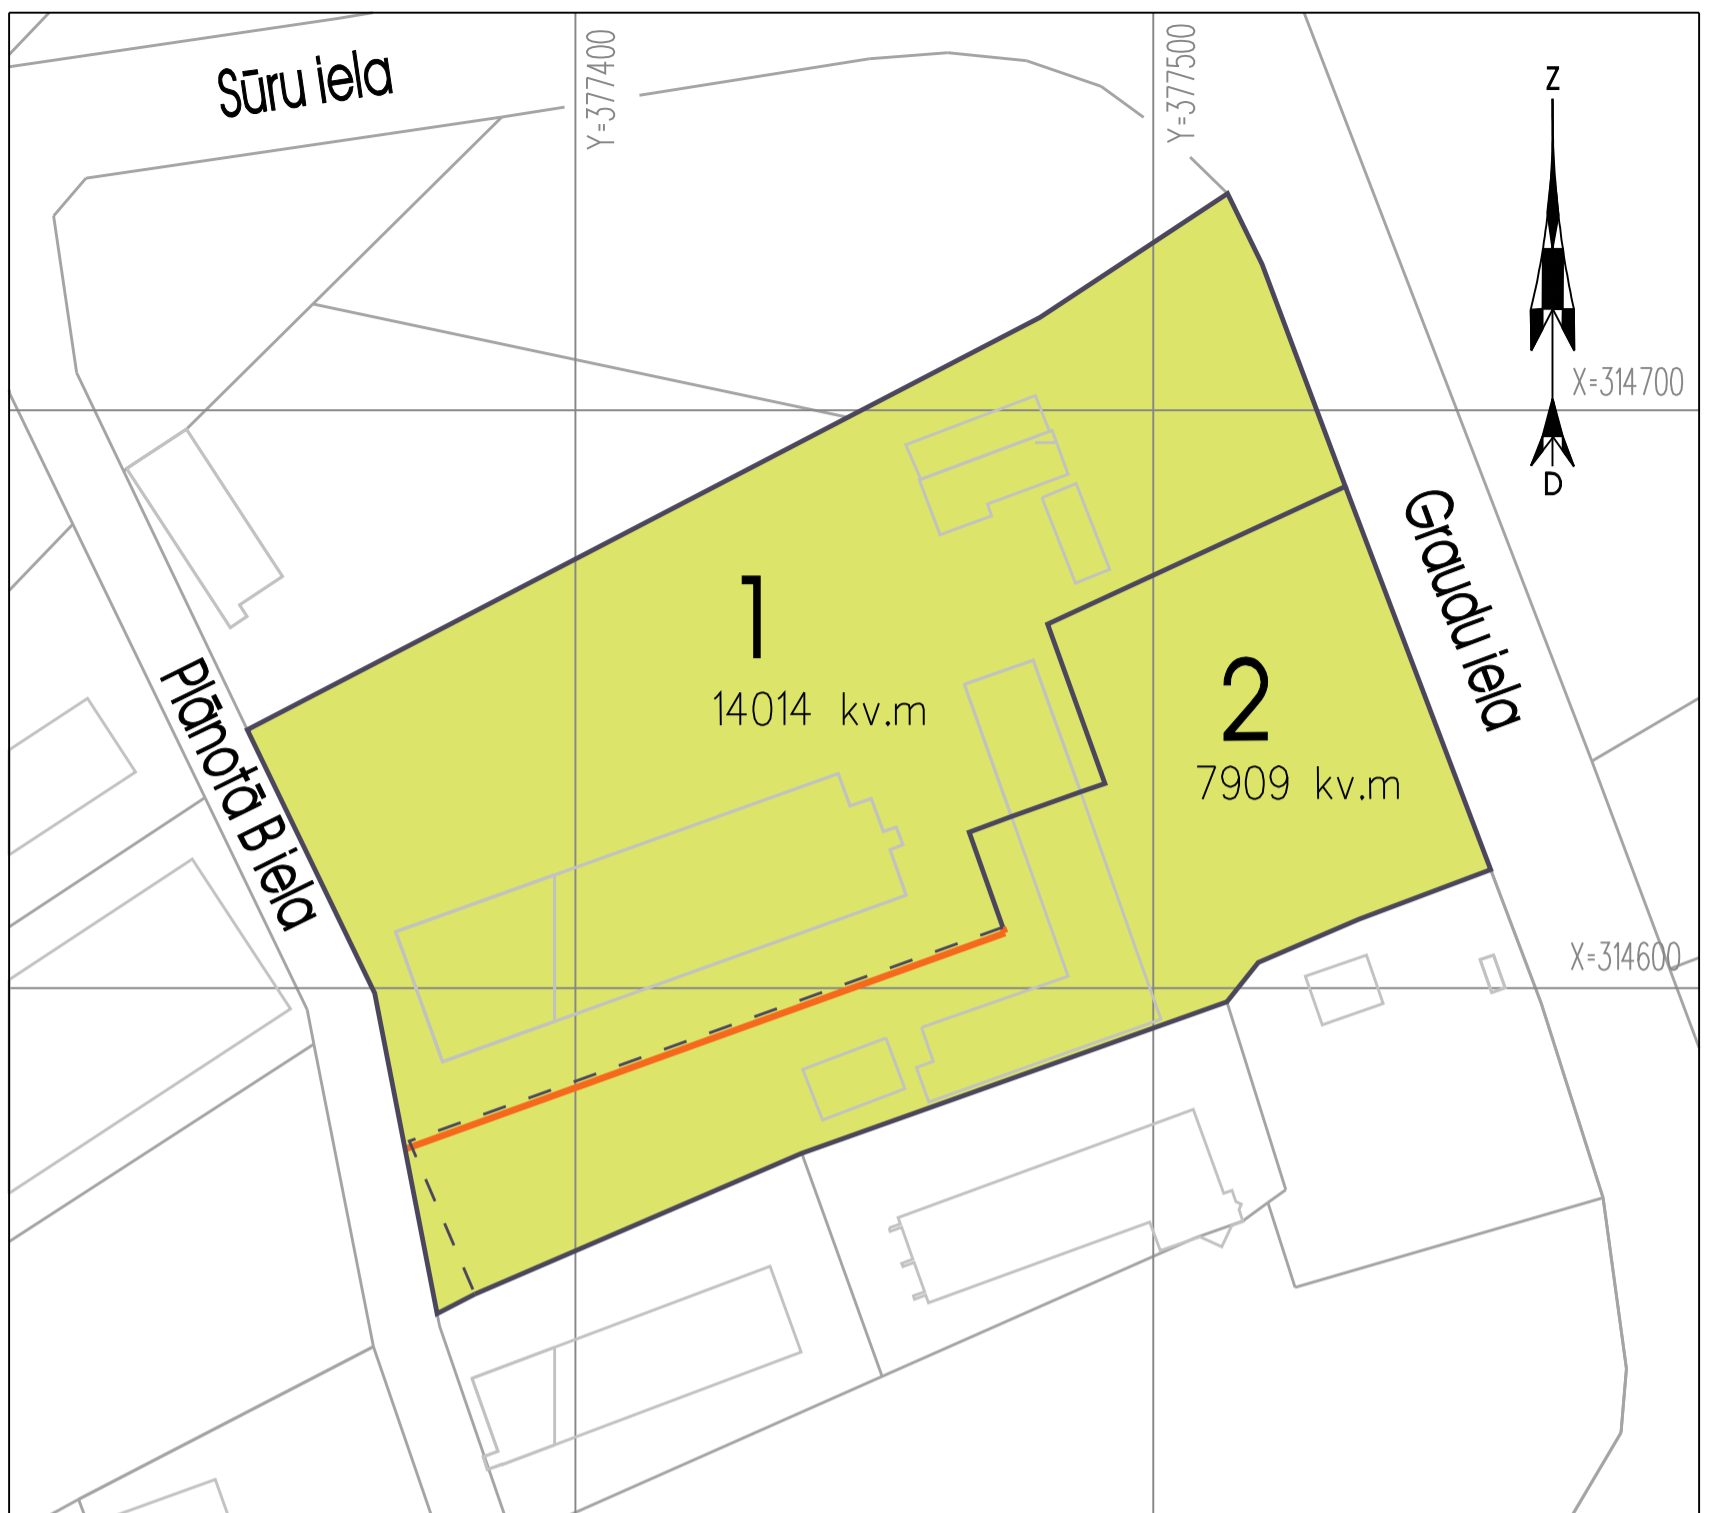 Sūru iela
Y=377400
Y=377500
Z
X=314700
D
Graudu iela
1
14014 kv.m
2
7909 kv.m
Plānotā B iela
X=314600